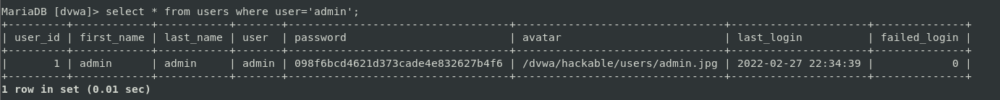 MariaDB [dvwa]> select * from users where user='admin';
+---------+------------+-----------+-------+----------------------------------+-----------------------------+---------------------+--------------+
| user_id | first_name | last_name | user  | password                         | avatar                      | last_login          | failed_login |
+---------+------------+-----------+-------+----------------------------------+-----------------------------+---------------------+--------------+
|       1 | admin      | admin     | admin | 098f6bcd4621d373cade4e832627b4f6 | /dvwa/hackable/users/admin.jpg | 2022-02-27 22:34:39 |            0 |
+---------+------------+-----------+-------+----------------------------------+-----------------------------+---------------------+--------------+
1 row in set (0.01 sec)